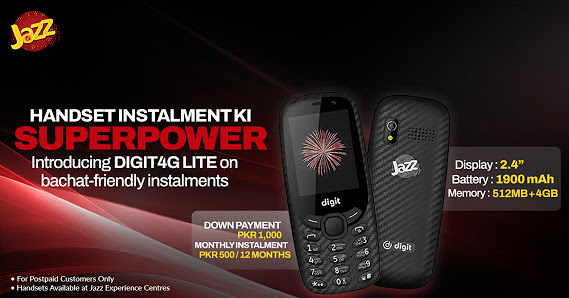 Jazz
HANDSET INSTALMENT KI
SUPERPOWER
Introducing DIGIT4G LITE on
bachat-friendly instalments
DOWN PAYMENT
PKR 1,000
MONTHLY INSTALMENT
PKR 500 / 12 MONTHS
digit
Jazz
digit
Display : 2.4”
Battery : 1900 mAh
Memory : 512MB+4GB
• For Postpaid Customers Only
• Handsets Available at Jazz Experience Centres